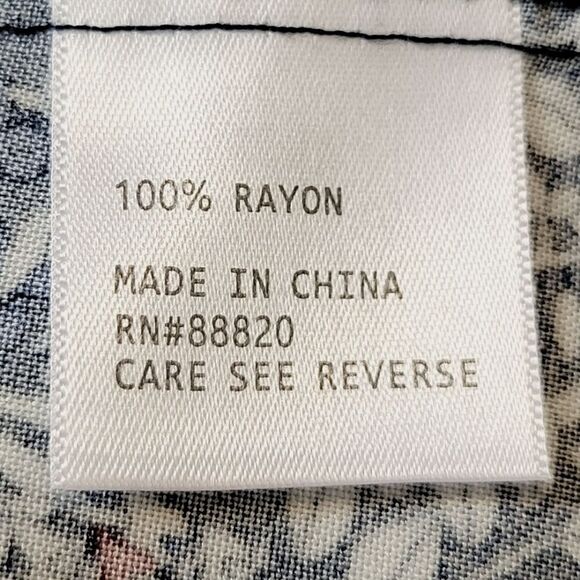 100% RAYON
MADE IN CHINA
RN#88820
CARE SEE REVERSE